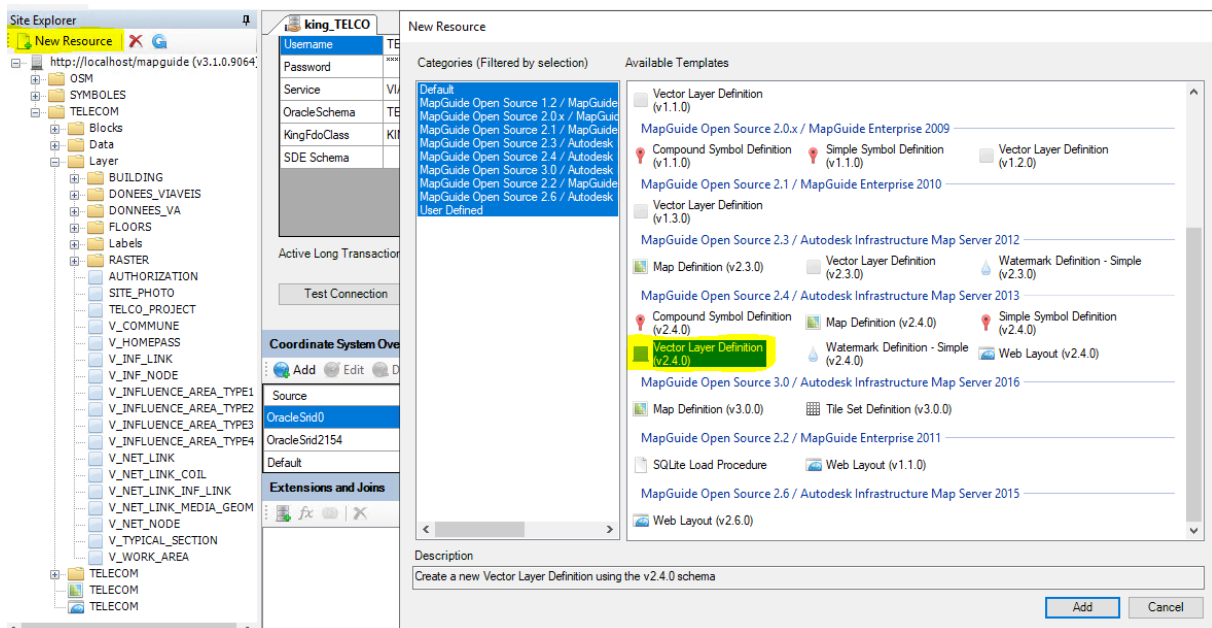 Site Explorer
New Resource
http://localhost/mapguide (v3.1.0.9064)
OSM
SYMBOLES
TELECOM
Blocks
Data
Layer
BUILDING
DONEES_VIAVEIS
DONNEES_VA
FLOORS
Labels
RASTER
AUTHORIZATION
SITE_PHOTO
TELCO_PROJECT
V_COMMUNE
V_HOMEPASS
V_INF_LINK
V_INF_NODE
V_INFLUENCE_AREA_TYPE1
V_INFLUENCE_AREA_TYPE2
V_INFLUENCE_AREA_TYPE3
V_INFLUENCE_AREA_TYPE4
V_NET_LINK
V_NET_LINK_COIL
V_NET_LINK_INF_LINK
V_NET_LINK_MEDIA_GEOM
V_NET_NODE
V_TYPICAL_SECTION
V_WORK_AREA
TELECOM
TELECOM
TELECOM
king_TELCO
Username TE
Password ***
Service VI
OracleSchema TE
KingFdoClass KI
SDE Schema
Active Long Transaction
Test Connection
Coordinate System Ove
Add Edit D
Source
OracleSrid0
OracleSrid2154
Default
Extensions and Joins
fx
New Resource
Categories (Filtered by selection)
Default
MapGuide Open Source 1.2 / MapGuide
MapGuide Open Source 2.0.x / MapGuid
MapGuide Open Source 2.1 / MapGuide
MapGuide Open Source 2.3 / Autodesk
MapGuide Open Source 2.4 / Autodesk
MapGuide Open Source 3.0 / Autodesk
MapGuide Open Source 2.2 / MapGuide
MapGuide Open Source 2.6 / Autodesk
User Defined
Available Templates
Vector Layer Definition
(v1.1.0)
MapGuide Open Source 2.0.x / MapGuide Enterprise 2009
Compound Symbol Definition
(v1.1.0)
Simple Symbol Definition
(v1.1.0)
Vector Layer Definition
(v1.2.0)
MapGuide Open Source 2.1 / MapGuide Enterprise 2010
Vector Layer Definition
(v1.3.0)
MapGuide Open Source 2.3 / Autodesk Infrastructure Map Server 2012
Map Definition (v2.3.0)
Vector Layer Definition
(v2.3.0)
Watermark Definition - Simple
(v2.3.0)
MapGuide Open Source 2.4 / Autodesk Infrastructure Map Server 2013
Compound Symbol Definition
(v2.4.0)
Map Definition (v2.4.0)
Simple Symbol Definition
(v2.4.0)
Vector Layer Definition
(v2.4.0)
Watermark Definition - Simple
(v2.4.0)
Web Layout (v2.4.0)
MapGuide Open Source 3.0 / Autodesk Infrastructure Map Server 2016
Map Definition (v3.0.0)
Tile Set Definition (v3.0.0)
MapGuide Open Source 2.2 / MapGuide Enterprise 2011
SQLite Load Procedure
Web Layout (v1.1.0)
MapGuide Open Source 2.6 / Autodesk Infrastructure Map Server 2015
Web Layout (v2.6.0)
Description
Create a new Vector Layer Definition using the v2.4.0 schema
Add
Cancel